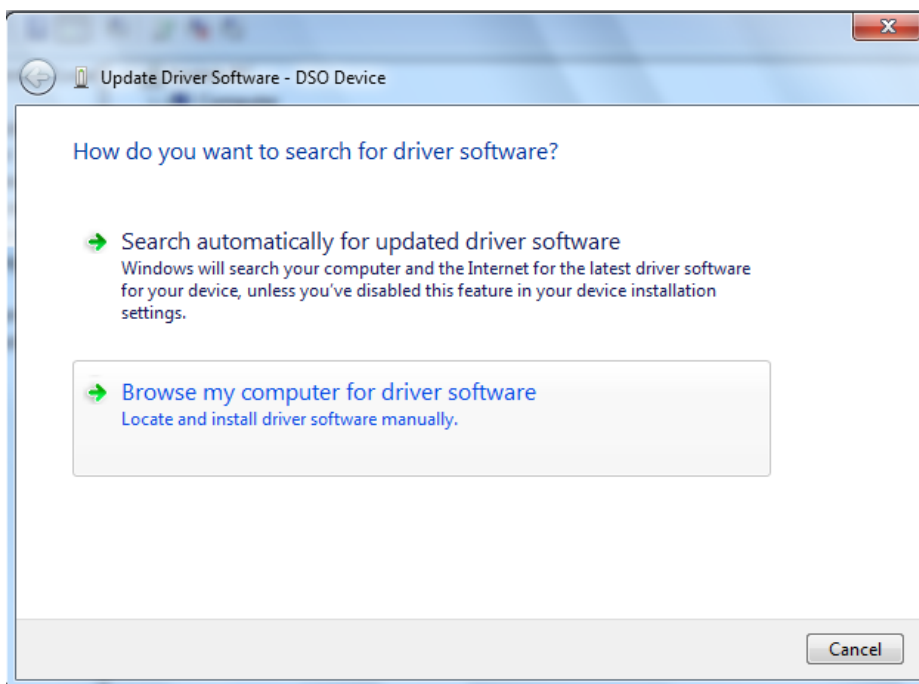 Update Driver Software - DSO Device
How do you want to search for driver software?
Search automatically for updated driver software
Windows will search your computer and the Internet for the latest driver software
for your device, unless you've disabled this feature in your device installation
settings.
Browse my computer for driver software
Locate and install driver software manually.
Cancel